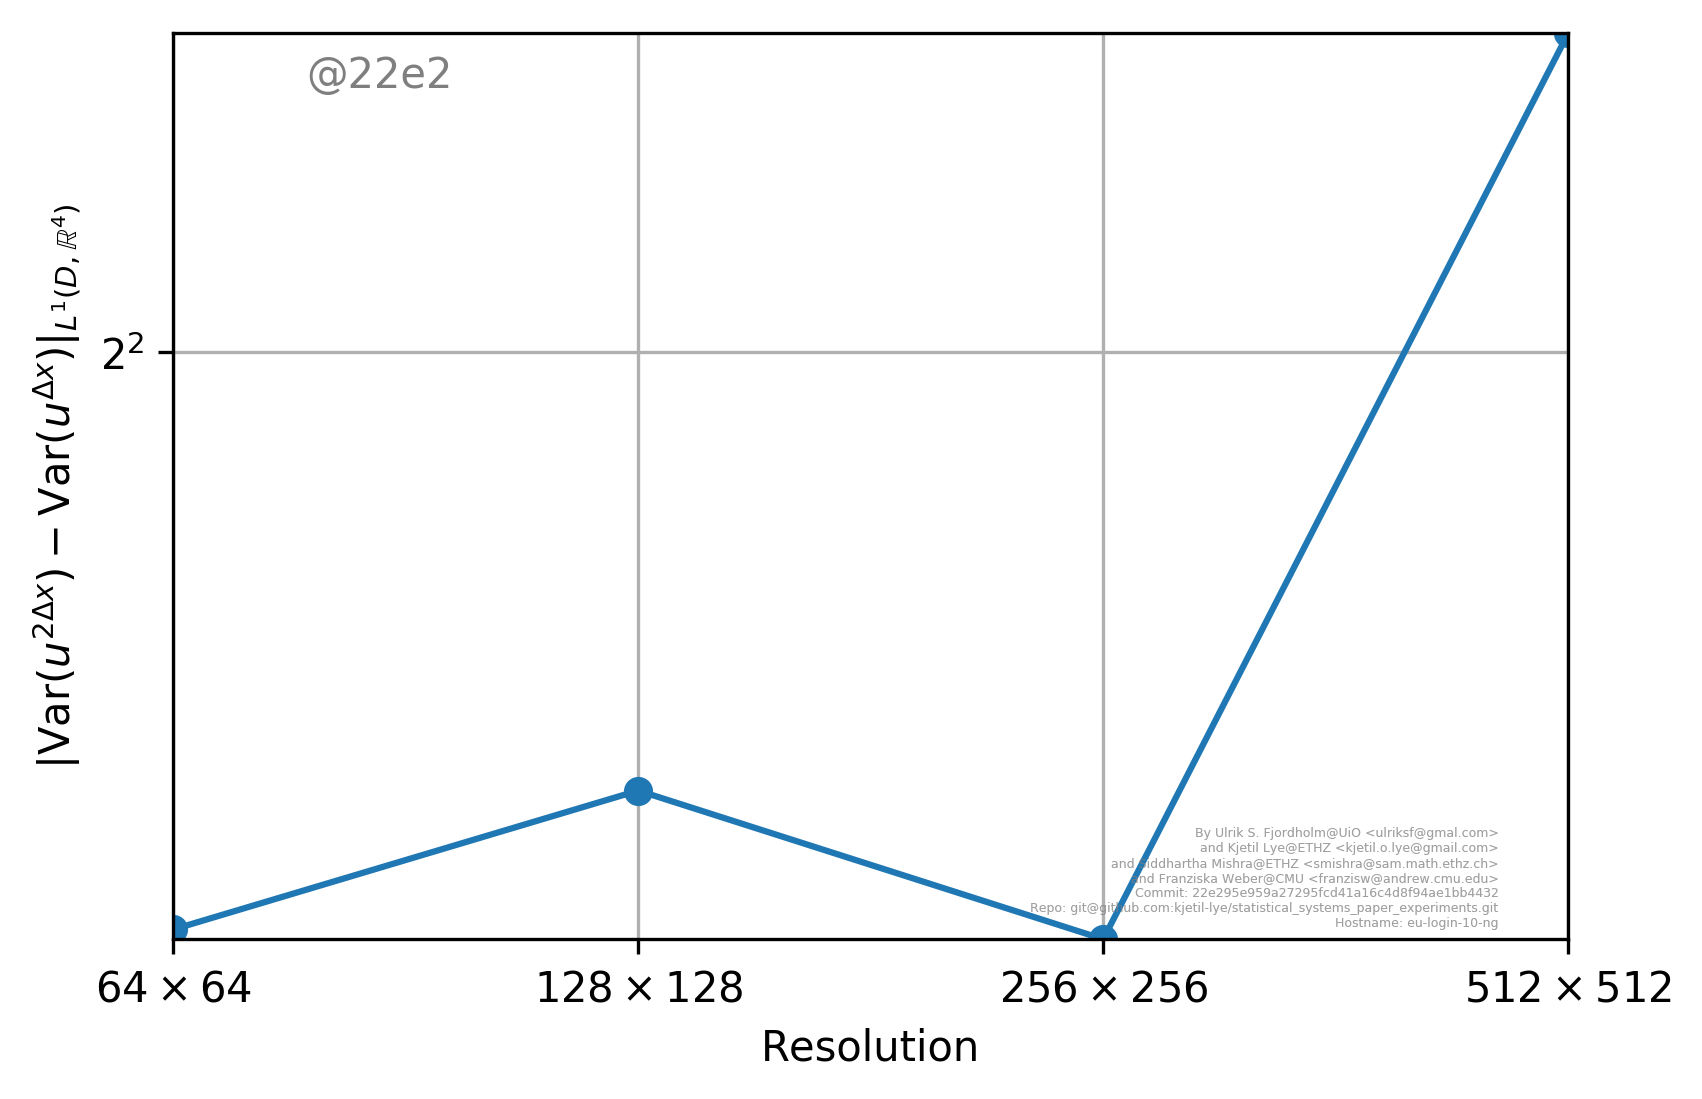 @22e2
|Var(u^{2Δx}) − Var(u^{Δx})|_{L^1(D, ℝ^4)}
2^2
By Ulrik S. Fjordholm@UiO <ulriksf@gmal.com>
and Kjetil Lye@ETHZ <kjetil.o.lye@gmail.com>
and Siddhartha Mishra@ETHZ <smishra@sam.math.ethz.ch>
and Franziska Weber@CMU <franzisw@andrew.cmu.edu>
Commit: 22e295e959a27295fcd41a16c4d8f94ae1bb4432
Repo: git@github.com:kjetil-lye/statistical_systems_paper_experiments.git
Hostname: eu-login-10-ng
64 × 64 128 × 128 256 × 256 512 × 512
Resolution